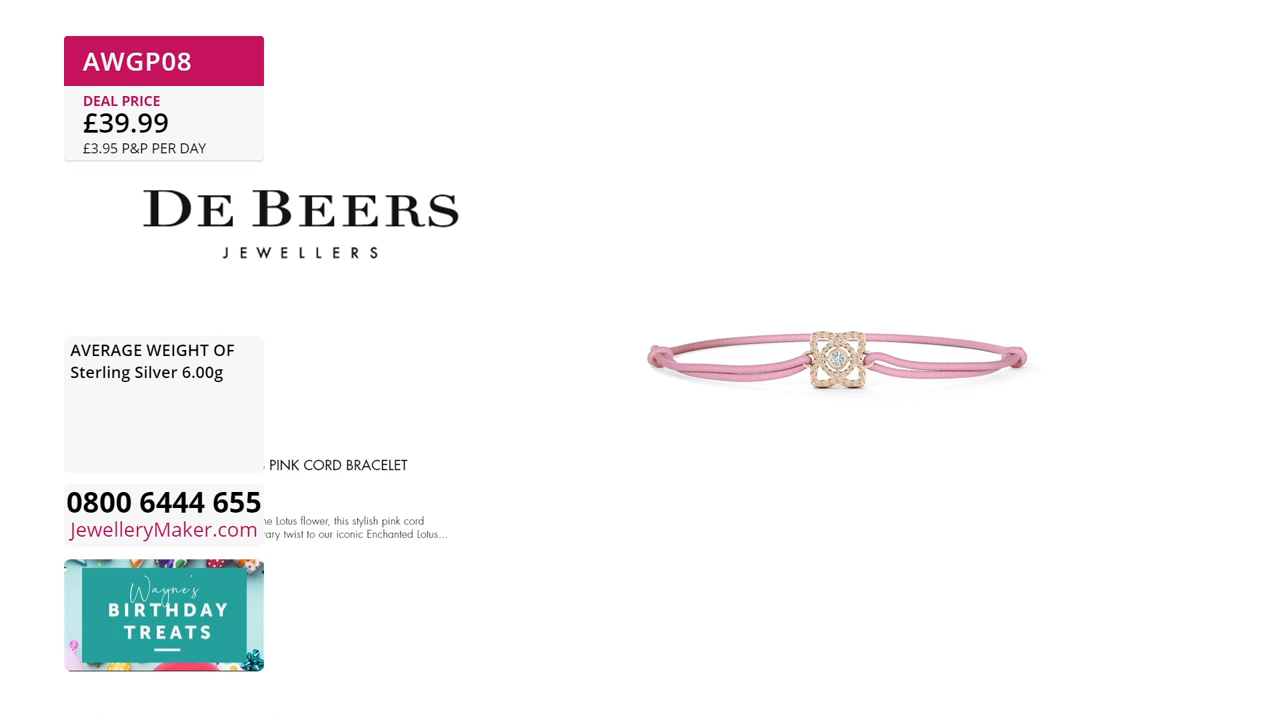 AWGP08
DEAL PRICE
£39.99
£3.95 P&P PER DAY
DE BEERS
JEWELLERS
AVERAGE WEIGHT OF
Sterling Silver 6.00g
PINK CORD BRACELET
0800 6444 655
JewelleryMaker.com
Lotus flower, this stylish pink cord
twist to our iconic Enchanted Lotus...
Wayne's
BIRTHDAY
TREATS